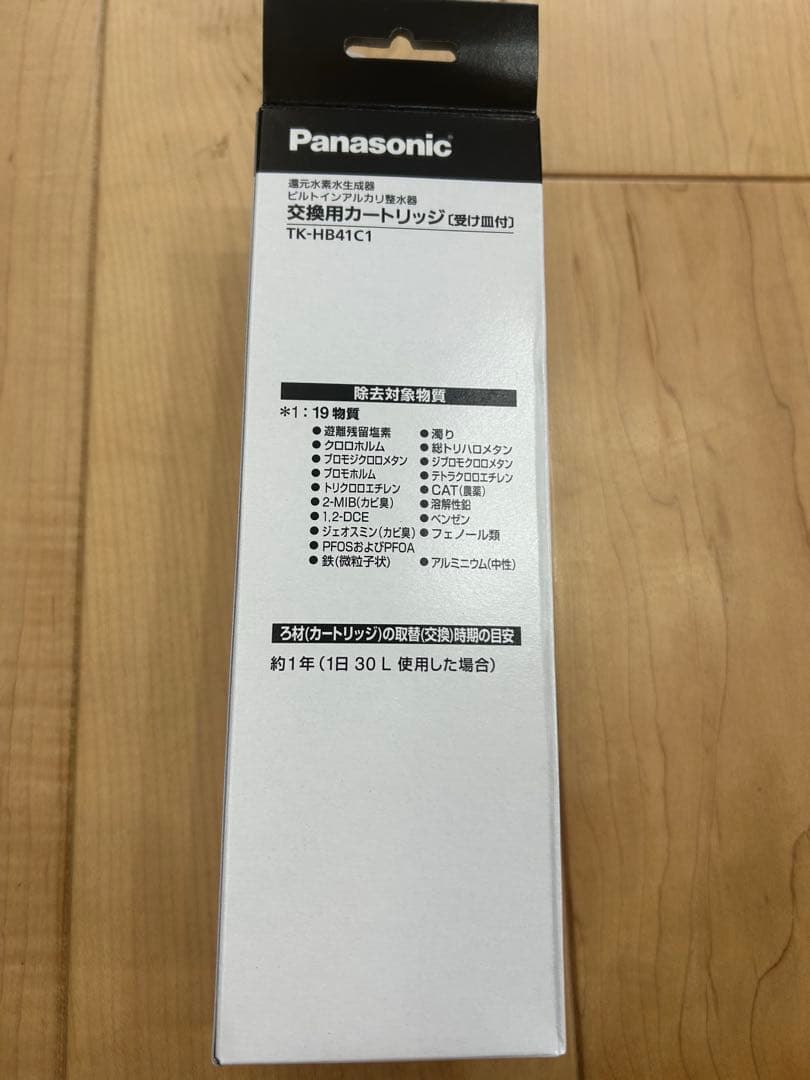 Panasonic
還元水素水生成器
ビルトインアルカリ整水器
交換用カートリッジ〔受け皿付〕
TK-HB41C1
除去対象物質
*1：19物質
●遊離残留塩素 ●濁り
●クロロホルム ●総トリハロメタン
●ブロモジクロロメタン ●ジブロモクロロメタン
●ブロモホルム ●テトラクロロエチレン
●トリクロロエチレン ●CAT(農薬)
●2-MIB(カビ臭) ●溶解性鉛
●1,2-DCE ●ベンゼン
●ジェオスミン(カビ臭) ●フェノール類
●PFOSおよびPFOA
●鉄(微粒子状) ●アルミニウム(中性)
ろ材(カートリッジ)の取替(交換)時期の目安
約1年(1日 30 L 使用した場合)